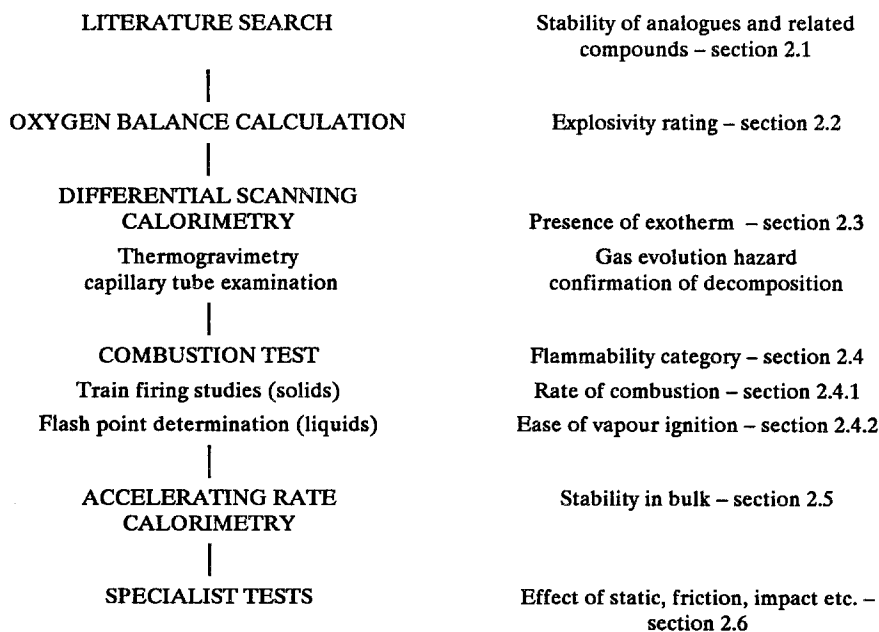 LITERATURE SEARCH
Stability of analogues and related
compounds – section 2.1
OXYGEN BALANCE CALCULATION
Explosivity rating – section 2.2
DIFFERENTIAL SCANNING
CALORIMETRY
Presence of exotherm – section 2.3
Thermogravimetry
capillary tube examination
Gas evolution hazard
confirmation of decomposition
COMBUSTION TEST
Flammability category – section 2.4
Train firing studies (solids)
Rate of combustion – section 2.4.1
Flash point determination (liquids)
Ease of vapour ignition – section 2.4.2
ACCELERATING RATE
CALORIMETRY
Stability in bulk – section 2.5
SPECIALIST TESTS
Effect of static, friction, impact etc. –
section 2.6